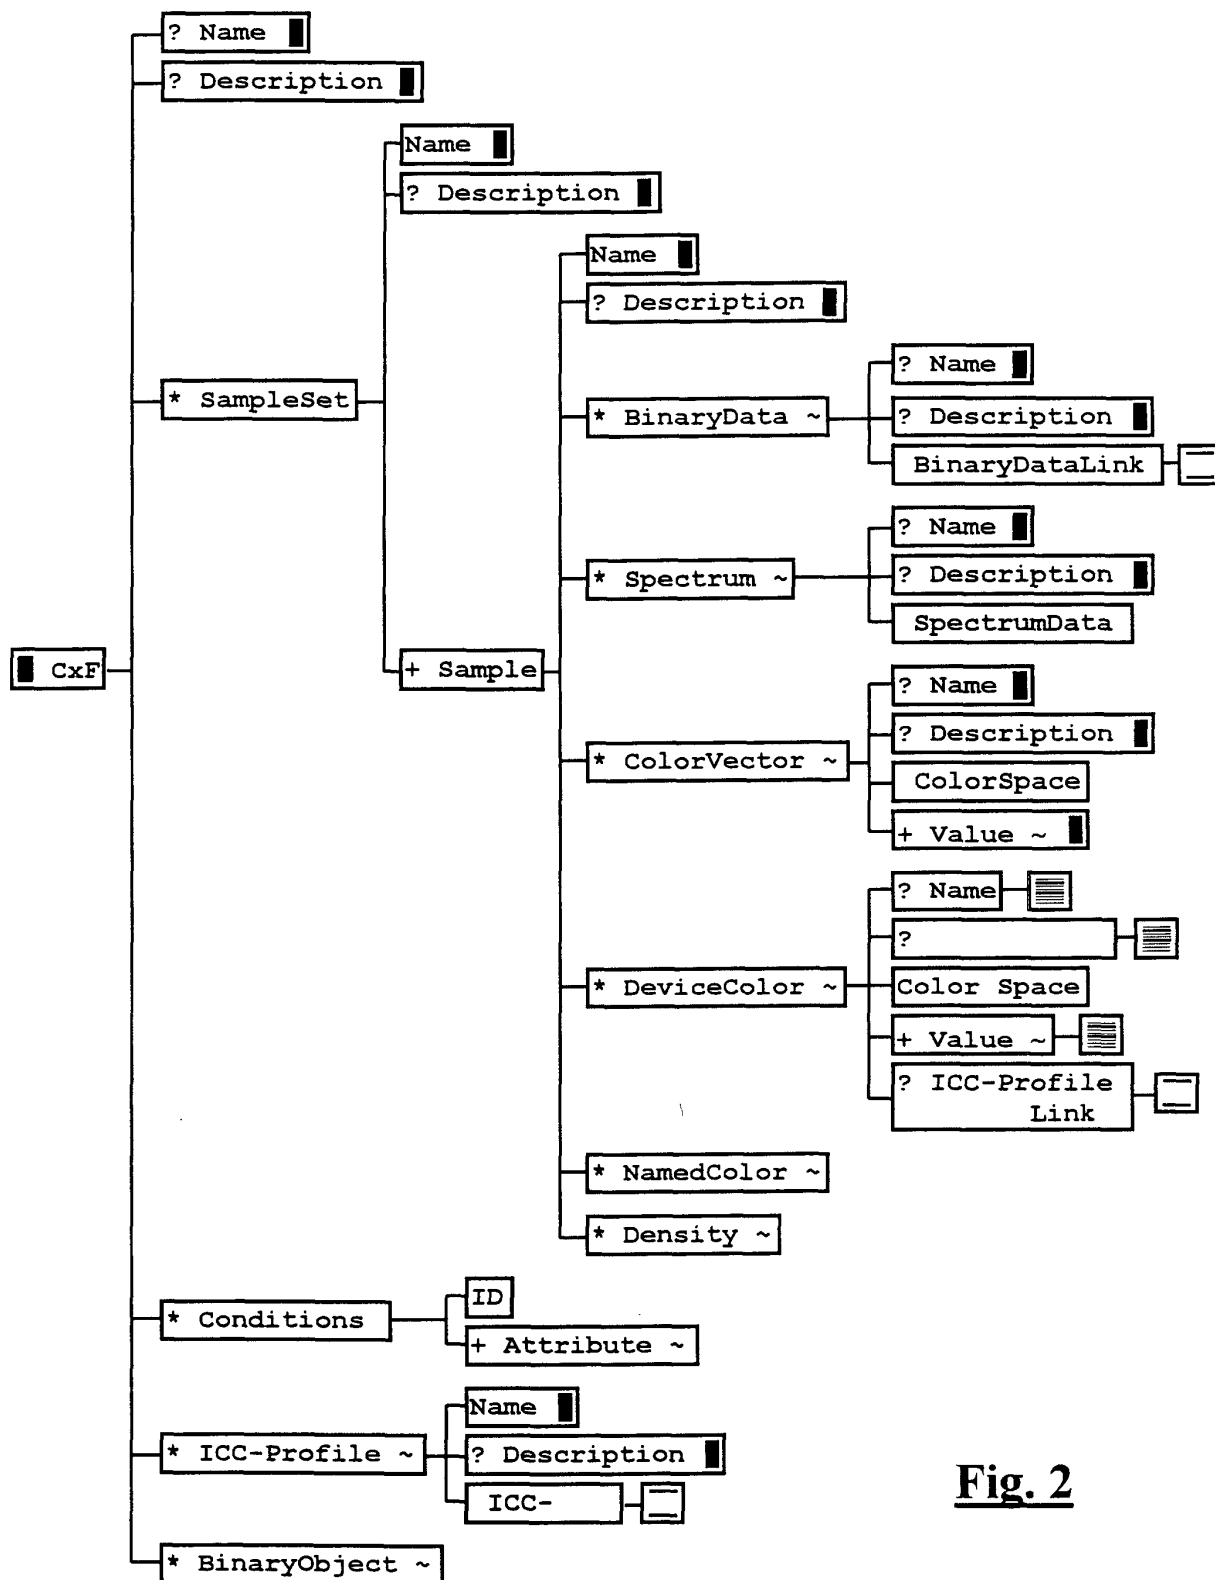 ? Name
? Description
Name
? Description
Name
? Description
? Name
* SampleSet
* BinaryData ~
? Description
BinaryDataLink
? Name
* Spectrum ~
? Description
SpectrumData
CxF
+ Sample
? Name
? Description
* ColorVector ~
ColorSpace
+ Value ~
? Name
?
* DeviceColor ~
Color Space
+ Value ~
? ICC-Profile
Link
* NamedColor ~
* Density ~
ID
* Conditions
+ Attribute ~
Name
* ICC-Profile ~
? Description
ICC-
* BinaryObject ~
Fig. 2